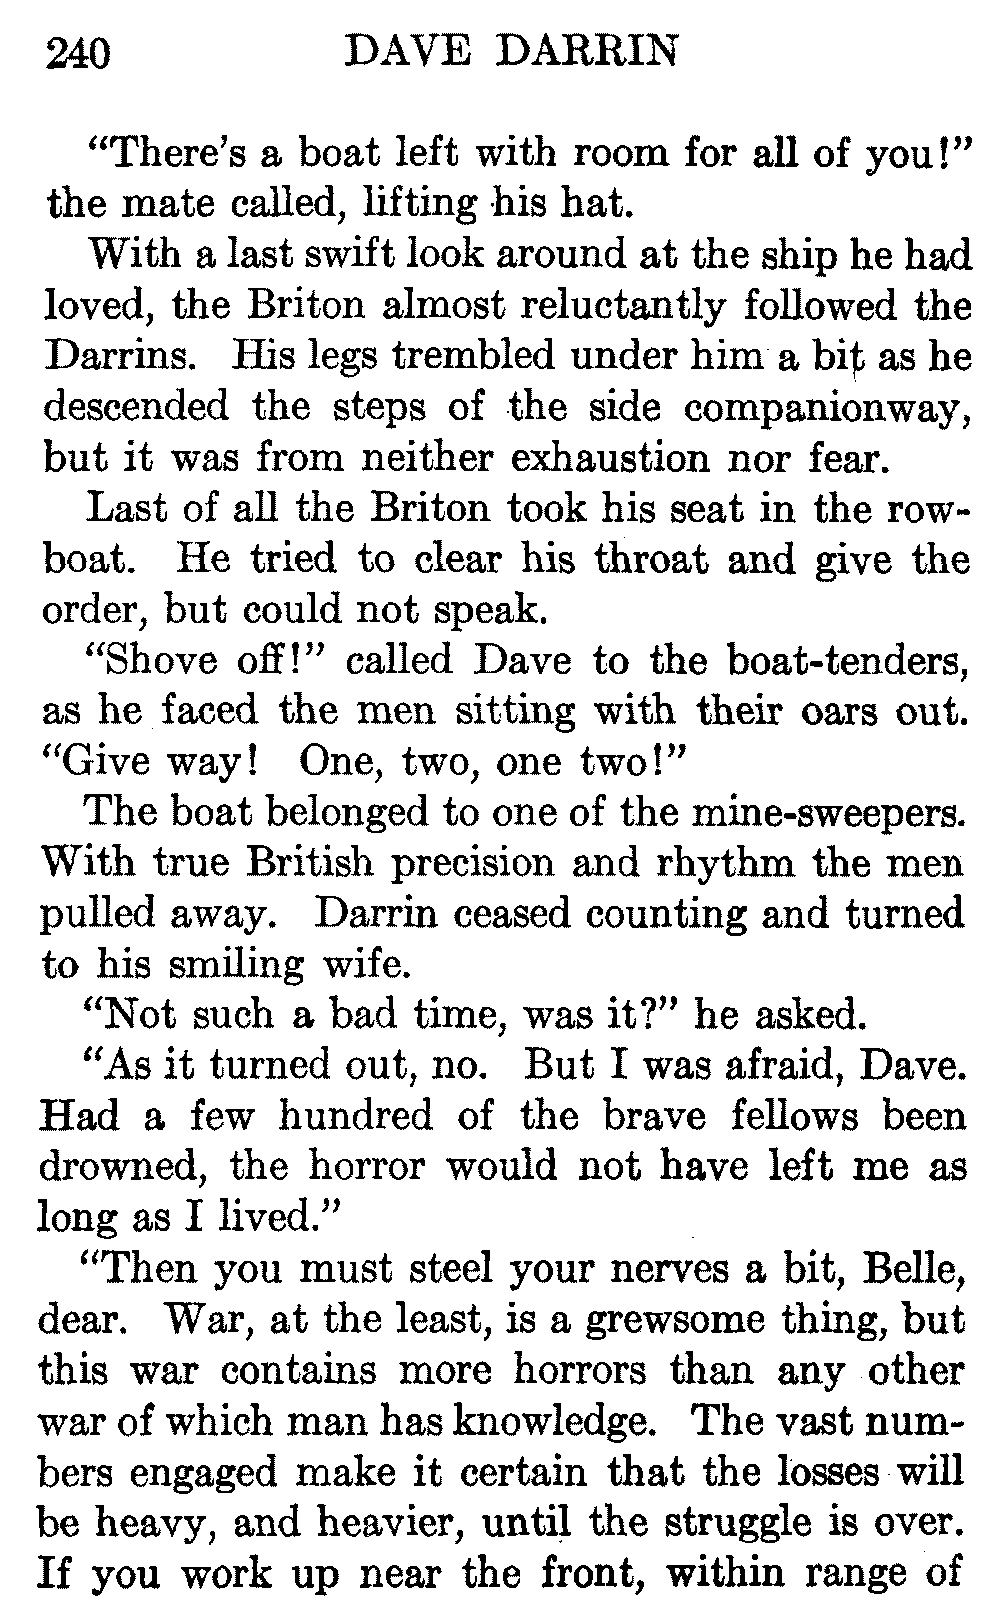 240 DAVE DARRIN
“There’s a boat left with room for all of you!”
the mate called, lifting his hat.
With a last swift look around at the ship he had
loved, the Briton almost reluctantly followed the
Darrins. His legs trembled under him a bit as he
descended the steps of the side companionway,
but it was from neither exhaustion nor fear.
Last of all the Briton took his seat in the row-
boat. He tried to clear his throat and give the
order, but could not speak.
“Shove off!” called Dave to the boat-tenders,
as he faced the men sitting with their oars out.
“Give way! One, two, one two!”
The boat belonged to one of the mine-sweepers.
With true British precision and rhythm the men
pulled away. Darrin ceased counting and turned
to his smiling wife.
“Not such a bad time, was it?” he asked.
“As it turned out, no. But I was afraid, Dave.
Had a few hundred of the brave fellows been
drowned, the horror would not have left me as
long as I lived.”
“Then you must steel your nerves a bit, Belle,
dear. War, at the least, is a grewsome thing, but
this war contains more horrors than any other
war of which man has knowledge. The vast num-
bers engaged make it certain that the losses will
be heavy, and heavier, until the struggle is over.
If you work up near the front, within range of